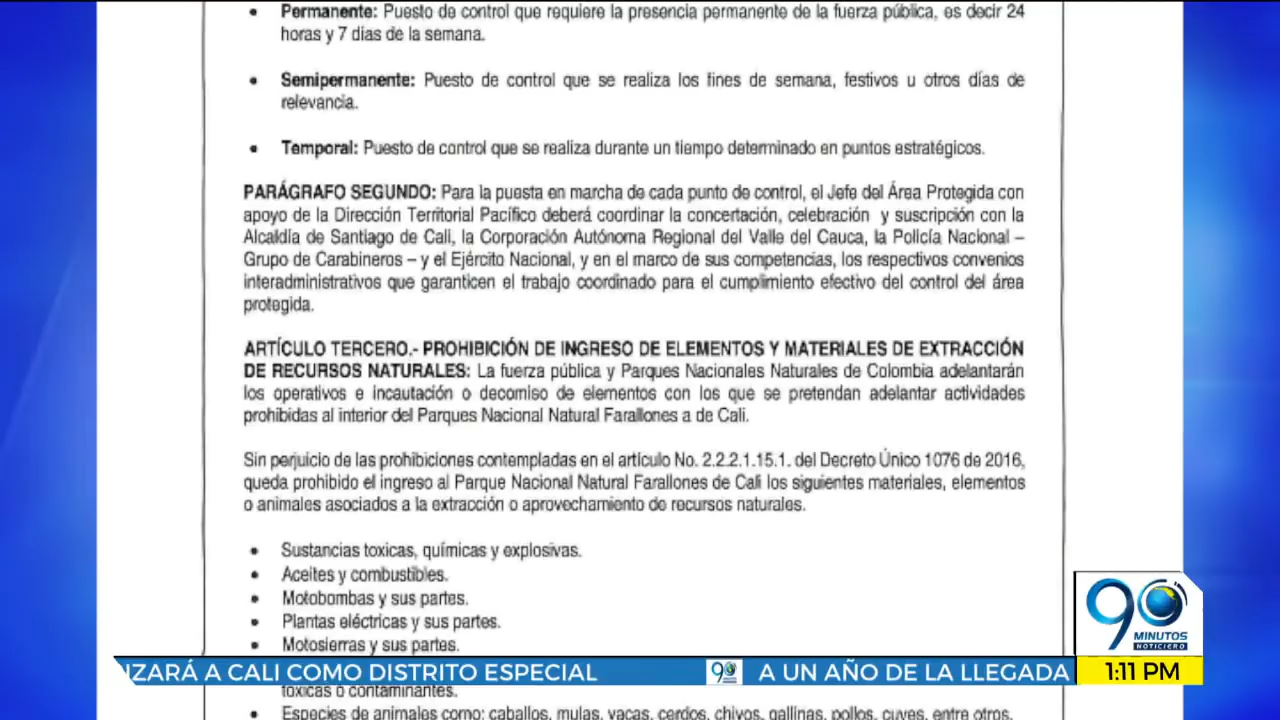 • Permanente: Puesto de control que requiere la presencia permanente de la fuerza pública, es decir 24
horas y 7 días de la semana.
• Semipermanente: Puesto de control que se realiza los fines de semana, festivos u otros días de
relevancia.
• Temporal: Puesto de control que se realiza durante un tiempo determinado en puntos estratégicos.
PARÁGRAFO SEGUNDO: Para la puesta en marcha de cada punto de control, el Jefe del Área Protegida con
apoyo de la Dirección Territorial Pacífico deberá coordinar la concertación, celebración y suscripción con la
Alcaldía de Santiago de Cali, la Corporación Autónoma Regional del Valle del Cauca, la Policía Nacional –
Grupo de Carabineros – y el Ejército Nacional, y en el marco de sus competencias, los respectivos convenios
interadministrativos que garanticen el trabajo coordinado para el cumplimiento efectivo del control del área
protegida.
ARTÍCULO TERCERO.- PROHIBICIÓN DE INGRESO DE ELEMENTOS Y MATERIALES DE EXTRACCIÓN
DE RECURSOS NATURALES: La fuerza pública y Parques Nacionales Naturales de Colombia adelantarán
los operativos e incautación o decomiso de elementos con los que se pretendan adelantar actividades
prohibidas al interior del Parques Nacional Natural Farallones a de Cali.
Sin perjuicio de las prohibiciones contempladas en el artículo No. 2.2.2.1.15.1. del Decreto Único 1076 de 2016,
queda prohibido el ingreso al Parque Nacional Natural Farallones de Cali los siguientes materiales, elementos
o animales asociados a la extracción o aprovechamiento de recursos naturales.
• Sustancias toxicas, químicas y explosivas.
• Aceites y combustibles.
• Motobombas y sus partes.
• Plantas eléctricas y sus partes.
• Motosierras y sus partes.
90
MINUTOS
NOTICIERO
IZARÁ A CALI COMO DISTRITO ESPECIAL 90 A UN AÑO DE LA LLEGADA 1:11 PM
toxicas o contaminantes.
• Especies de animales como: caballos, mulas, vacas, cerdos, chivos, gallinas, pollos, cuyes, entre otros.